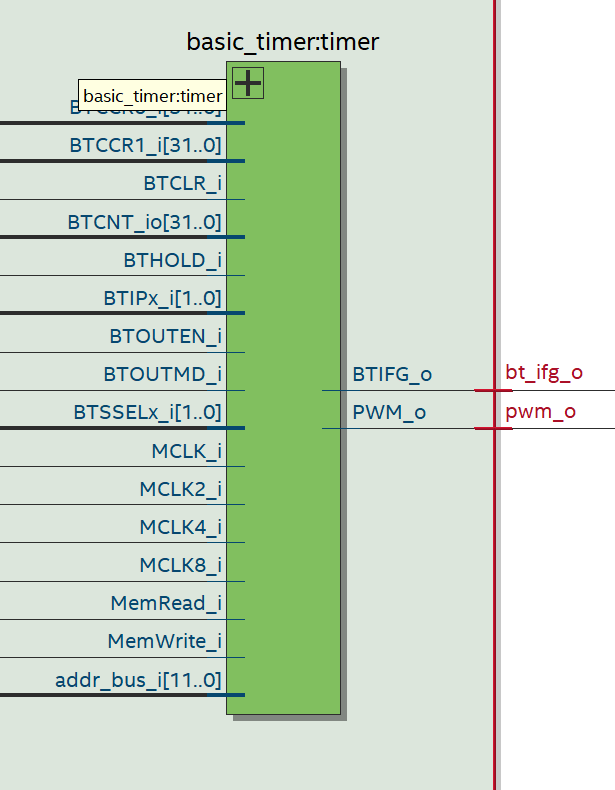 basic_timer:timer
basic_timer:timer
BTCCR1_i[31..0]
BTCLR_i
BTCNT_io[31..0]
BTHOLD_i
BTIPx_i[1..0]
BTOUTEN_i
BTOUTMD_i
BTIFG_o
bt_ifg_o
BTSSELx_i[1..0]
PWM_o
pwm_o
MCLK_i
MCLK2_i
MCLK4_i
MCLK8_i
MemRead_i
MemWrite_i
addr_bus_i[11..0]